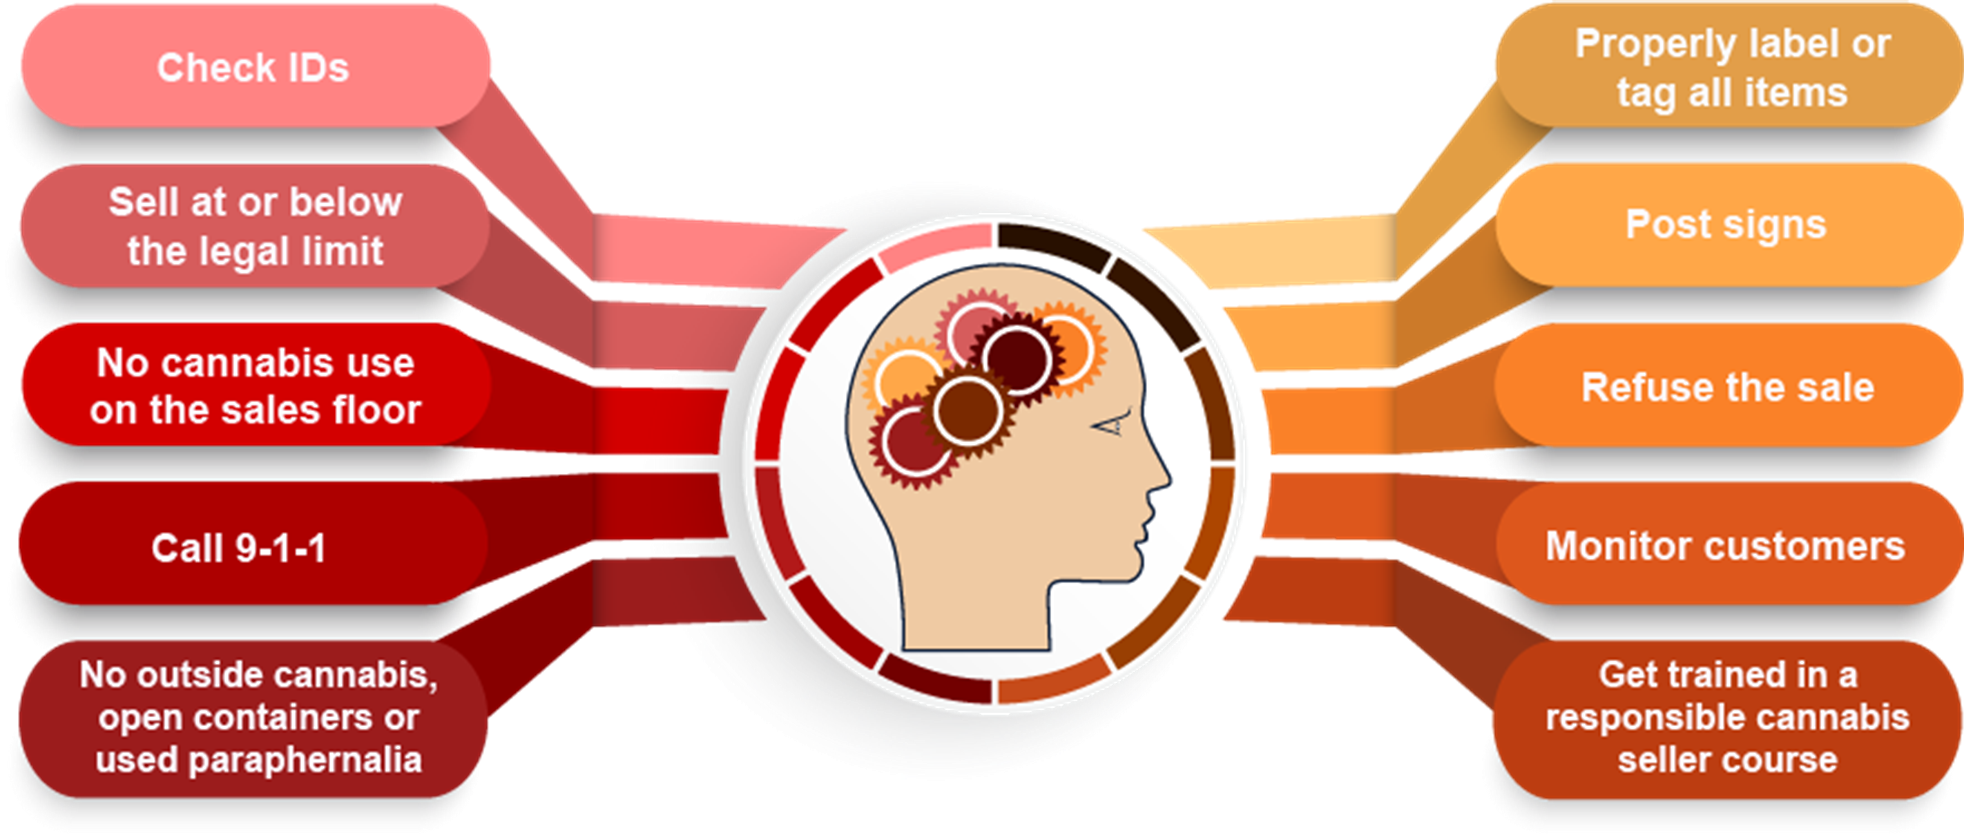 Check IDs
Sell at or below
the legal limit
No cannabis use
on the sales floor
Call 9-1-1
No outside cannabis,
open containers or
used paraphernalia
Properly label or
tag all items
Post signs
Refuse the sale
Monitor customers
Get trained in a
responsible cannabis
seller course